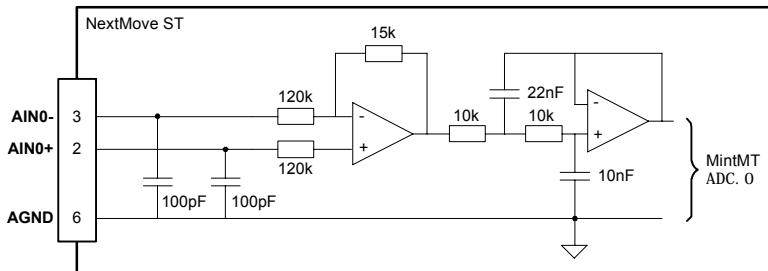 NextMove ST
15k
120k
22nF
AIN0- 3
10k
10k
AIN0+ 2
120k
MintMT
ADC. 0
10nF
100pF
100pF
AGND 6
-
+
-
+